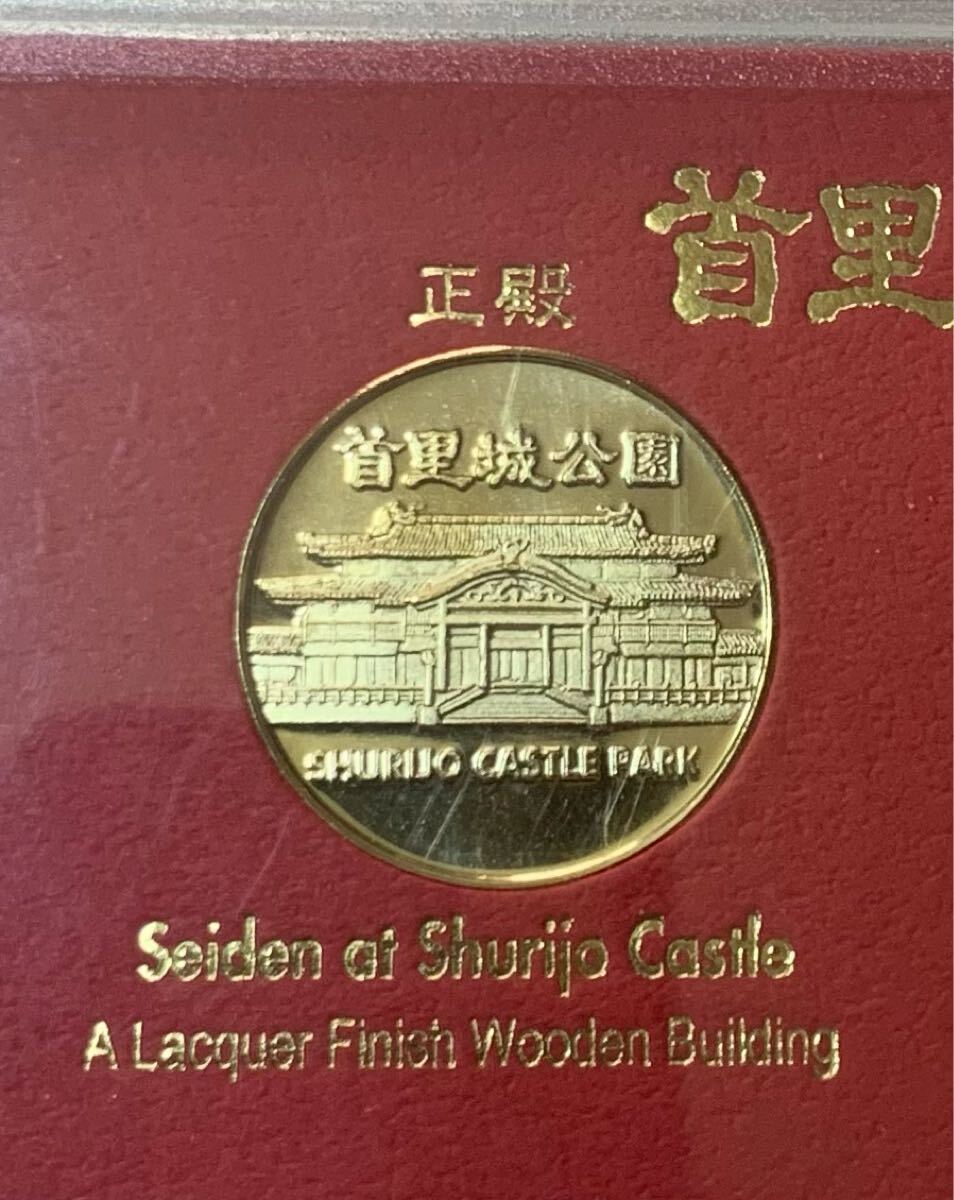 首里
正殿
首里城公園
SHURIJO CASTLE PARK
Seiden at Shurijo Castle
A Lacquer Finish Wooden Building